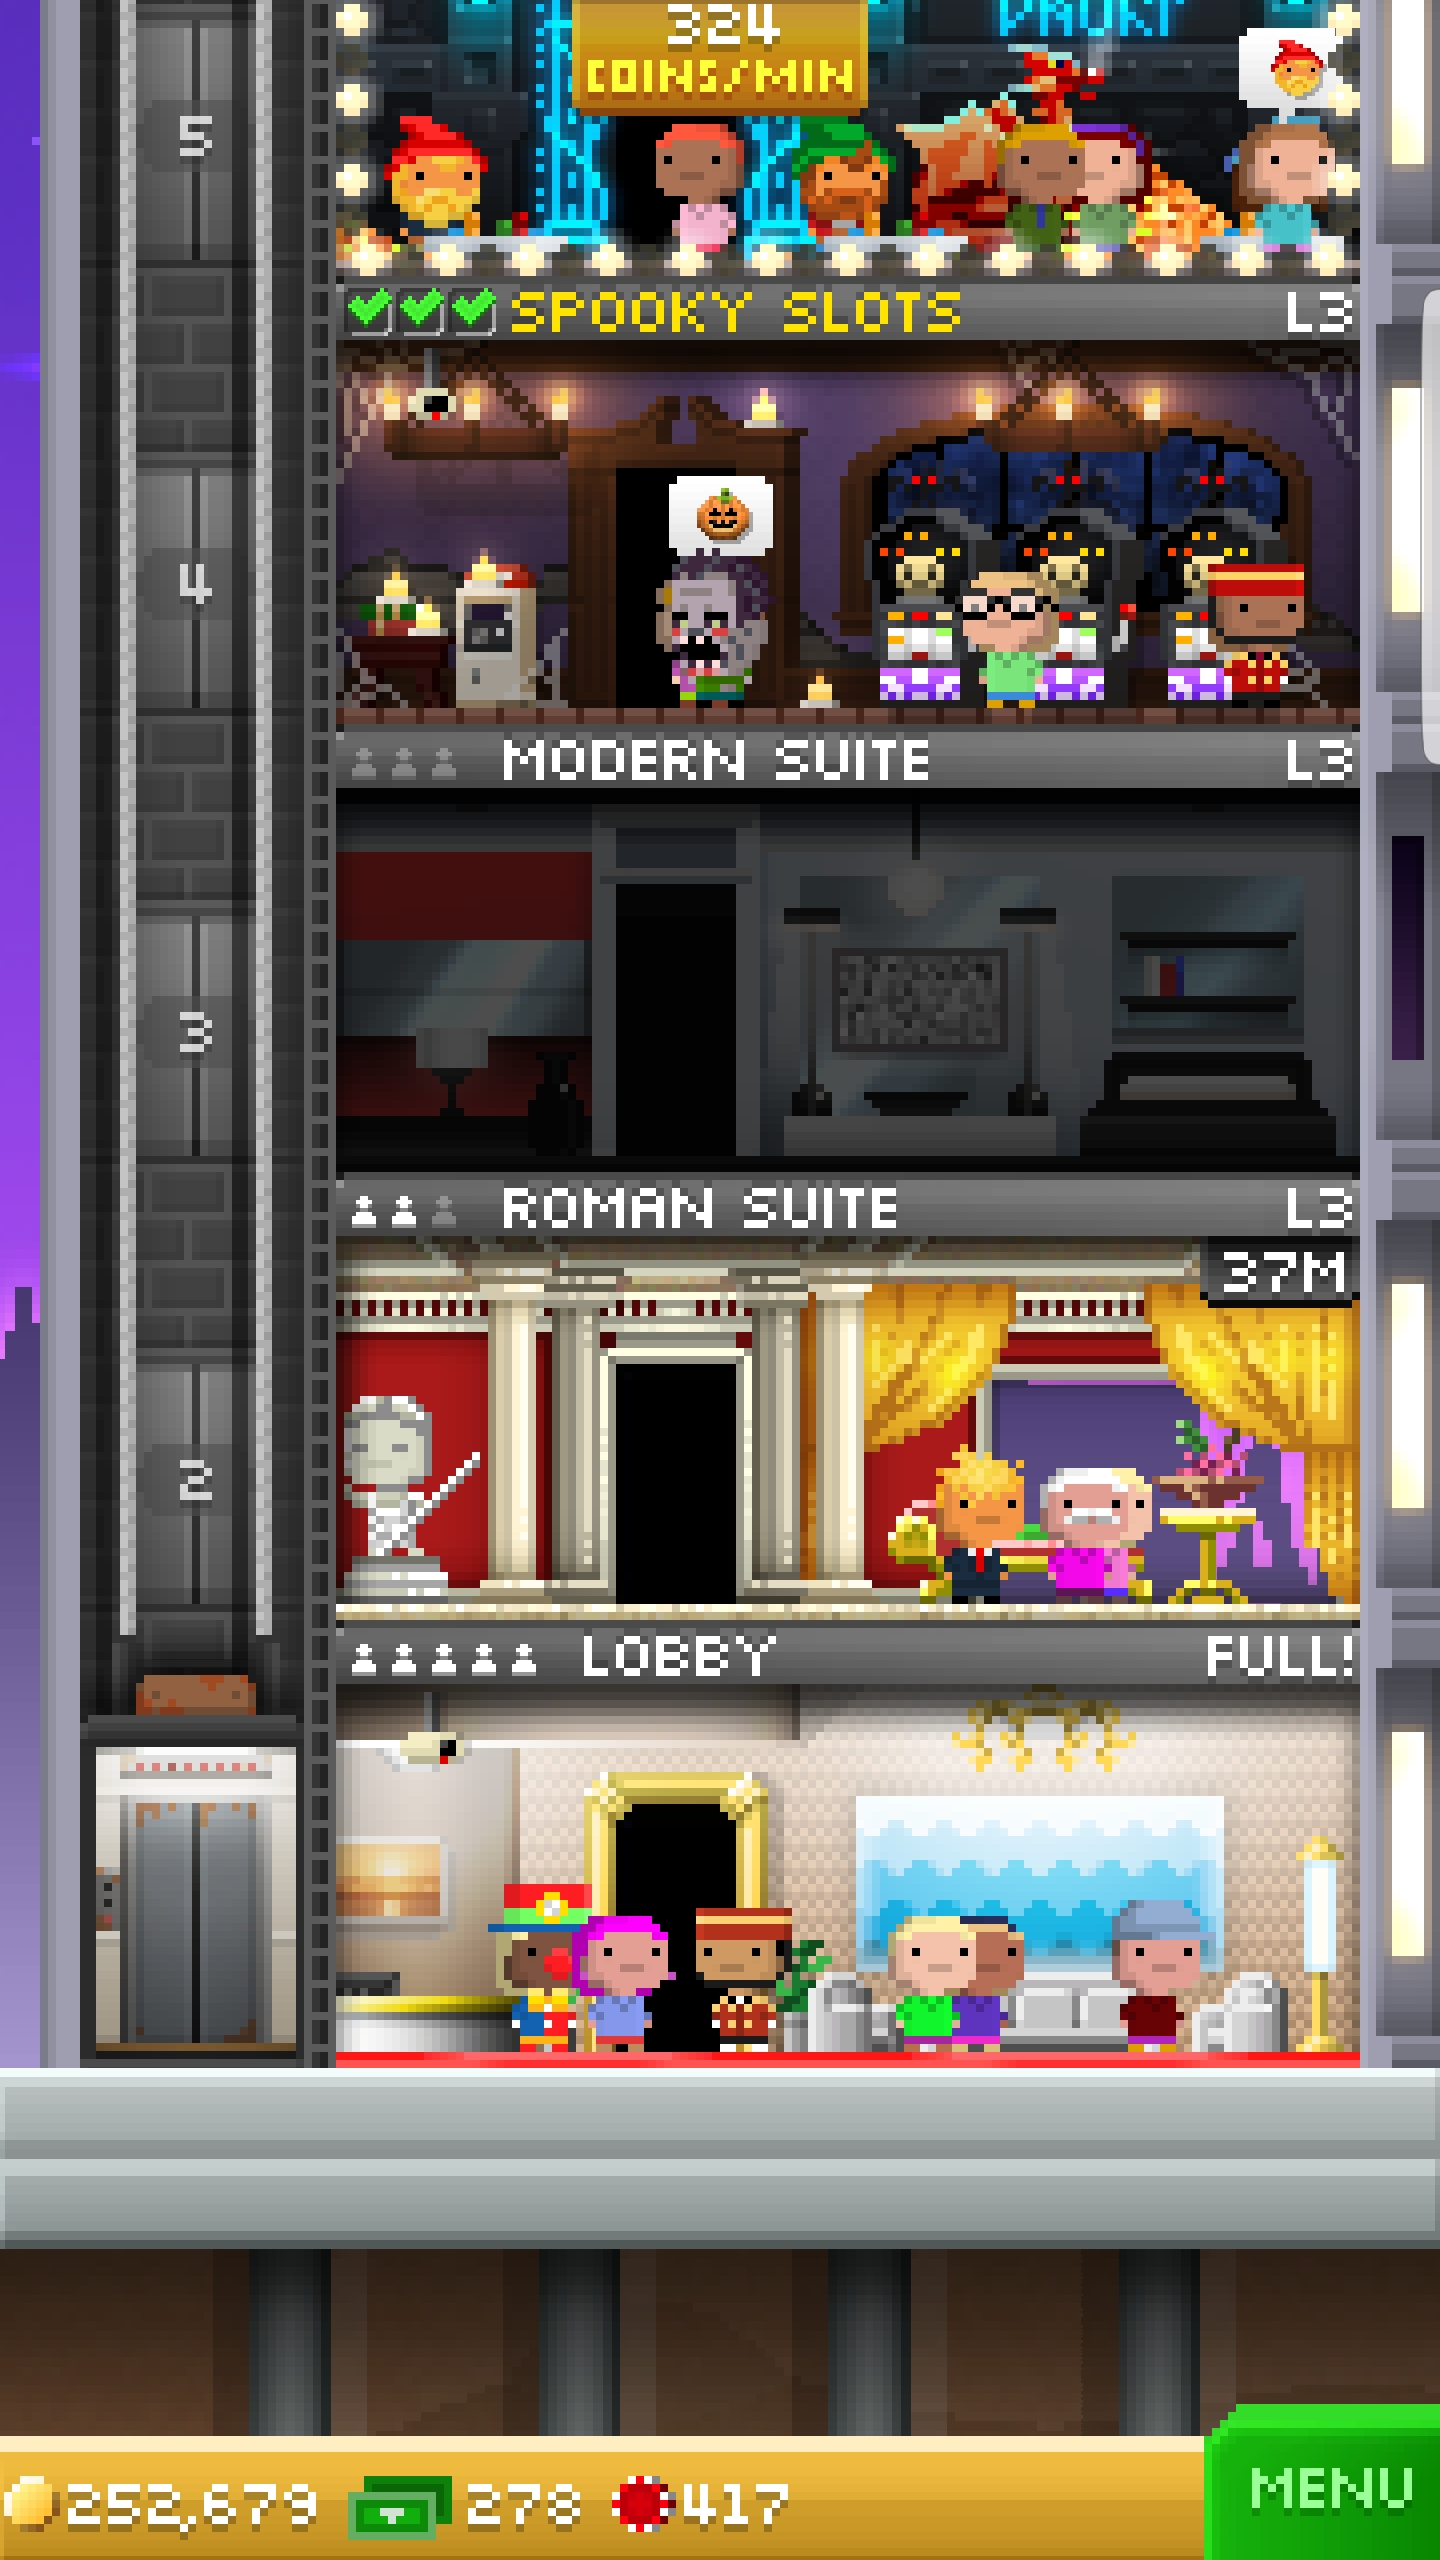 324
COINS/MIN
5
SPOOKY SLOTS L3
4
MODERN SUITE L3
3
ROMAN SUITE L3
37M
2
LOBBY FULL!
252,679 278 417
MENU